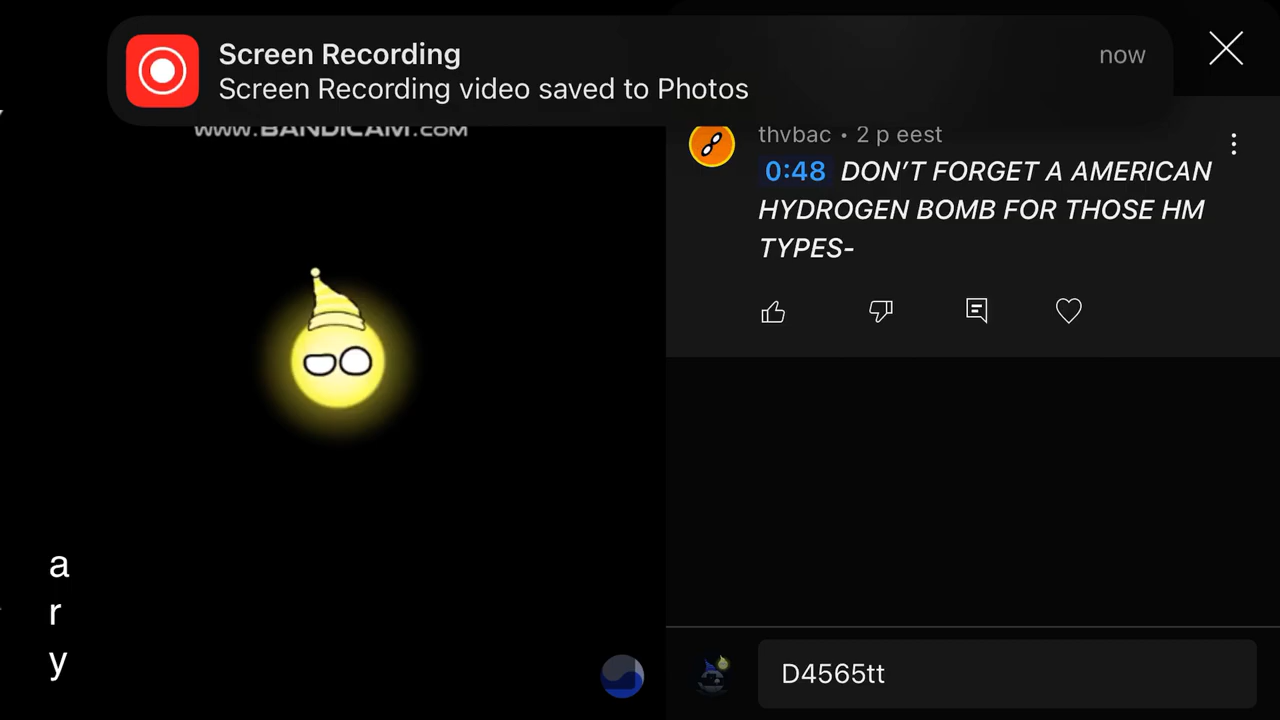 Screen Recording
now
Screen Recording video saved to Photos
www.BANDICAM.com
thvbac • 2 p eest
0:48 DON’T FORGET A AMERICAN
HYDROGEN BOMB FOR THOSE HM
TYPES-
a
r
y
D4565tt